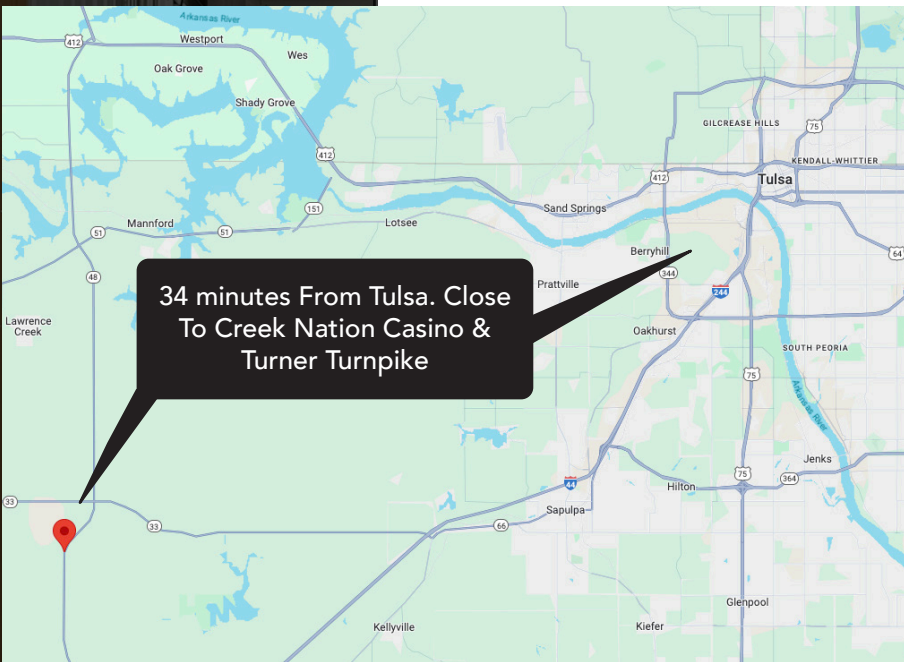 Arkansas River
412
Westport
Wes
Oak Grove
Shady Grove
GILCREASE HILLS
75
412
KENDALL-WHITTIER
412
Tulsa
151
Sand Springs
Mannford
Lotsee
51
51
Berryhill
64
48
344
34 minutes From Tulsa. Close
To Creek Nation Casino &
Turner Turnpike
Prattville
244
Lawrence
Creek
Oakhurst
SOUTH PEORIA
75
Arkansas River
Jenks
75
364
44
Hilton
33
Sapulpa
33
66
Glenpool
Kellyville
Kiefer